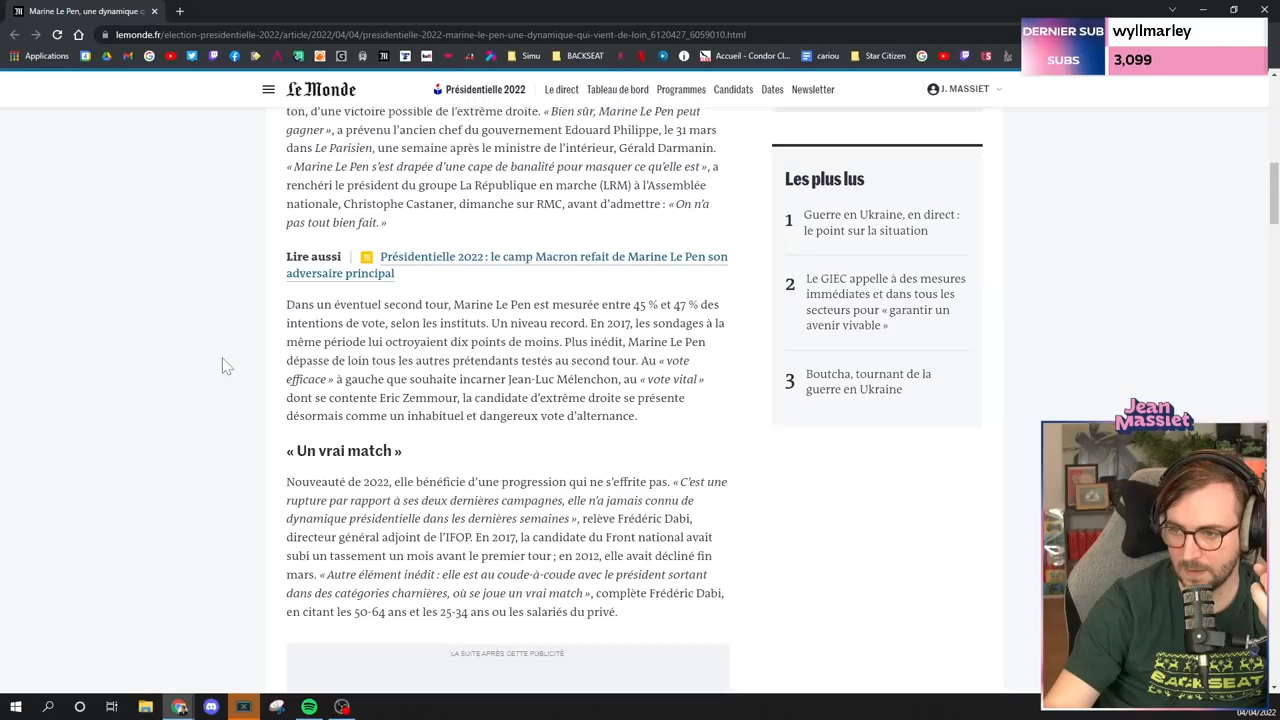 lemonde.fr/election-presidentielle-2022/article/2022/04/04/presidentielle-2022-marine-le-pen-une-dynamique-qui-vient-de-loin_6120427_6059010.html
DERNIER SUB wyllmarley
SUBS 3,099
Applications
Simu
BACKSEAT
Star Citizen
Accueil - Condor Cl...
cariou
Le Monde
Présidentielle 2022 Le direct Tableau de bord Programmes Candidats Dates Newsletter
J. MASSIET
ton, d'une victoire possible de l'extrême droite. « Bien sûr, Marine Le Pen peut
gagner », a prévenu l'ancien chef du gouvernement Edouard Philippe, le 31 mars
dans Le Parisien, une semaine après le ministre de l'intérieur, Gérald Darmanin.
« Marine Le Pen s'est drapée d'une cape de banalité pour masquer ce qu'elle est », a
renchéri le président du groupe La République en marche (LRM) à l'Assemblée
nationale, Christophe Castaner, dimanche sur RMC, avant d'admettre : « On n'a
pas tout bien fait. »
Lire aussi | Présidentielle 2022 : le camp Macron refait de Marine Le Pen son
adversaire principal
Dans un éventuel second tour, Marine Le Pen est mesurée entre 45 % et 47 % des
intentions de vote, selon les instituts. Un niveau record. En 2017, les sondages à la
même période lui octroyaient dix points de moins. Plus inédit, Marine Le Pen
dépasse de loin tous les autres prétendants testés au second tour. Au « vote
efficace » à gauche que souhaite incarner Jean-Luc Mélenchon, au « vote vital »
dont se contente Eric Zemmour, la candidate d'extrême droite se présente
désormais comme un inhabituel et dangereux vote d'alternance.
« Un vrai match »
Nouveauté de 2022, elle bénéficie d'une progression qui ne s'effrite pas. « C'est une
rupture par rapport à ses deux dernières campagnes, elle n'a jamais connu de
dynamique présidentielle dans les dernières semaines », relève Frédéric Dabi,
directeur général adjoint de l'IFOP. En 2017, la candidate du Front national avait
subi un tassement un mois avant le premier tour ; en 2012, elle avait décliné fin
mars. « Autre élément inédit : elle est au coude-à-coude avec le président sortant
dans des catégories charnières, où se joue un vrai match », complète Frédéric Dabi,
en citant les 50-64 ans et les 25-34 ans ou les salariés du privé.
LA SUITE APRÈS CETTE PUBLICITÉ
Les plus lus
1 Guerre en Ukraine, en direct :
le point sur la situation
2 Le GIEC appelle à des mesures
immédiates et dans tous les
secteurs pour « garantir un
avenir vivable »
3 Boutcha, tournant de la
guerre en Ukraine
Jean
Massiet
BACKSEAT
04/04/2022